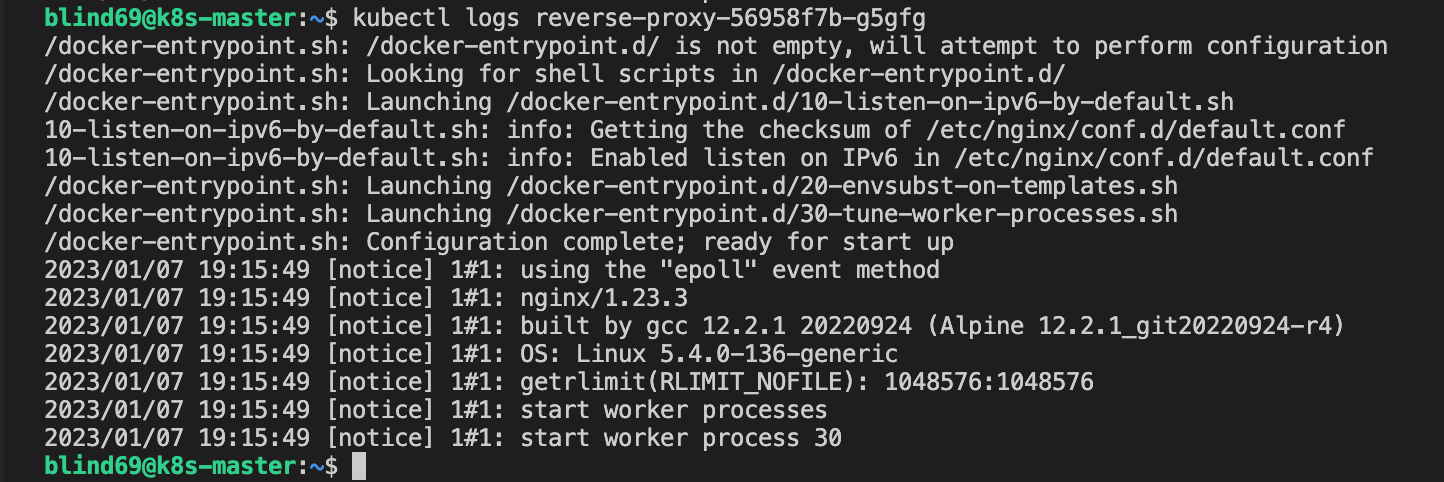 blind69@k8s-master:~$ kubectl logs reverse-proxy-56958f7b-g5gfg
/docker-entrypoint.sh: /docker-entrypoint.d/ is not empty, will attempt to perform configuration
/docker-entrypoint.sh: Looking for shell scripts in /docker-entrypoint.d/
/docker-entrypoint.sh: Launching /docker-entrypoint.d/10-listen-on-ipv6-by-default.sh
10-listen-on-ipv6-by-default.sh: info: Getting the checksum of /etc/nginx/conf.d/default.conf
10-listen-on-ipv6-by-default.sh: info: Enabled listen on IPv6 in /etc/nginx/conf.d/default.conf
/docker-entrypoint.sh: Launching /docker-entrypoint.d/20-envsubst-on-templates.sh
/docker-entrypoint.sh: Launching /docker-entrypoint.d/30-tune-worker-processes.sh
/docker-entrypoint.sh: Configuration complete; ready for start up
2023/01/07 19:15:49 [notice] 1#1: using the "epoll" event method
2023/01/07 19:15:49 [notice] 1#1: nginx/1.23.3
2023/01/07 19:15:49 [notice] 1#1: built by gcc 12.2.1 20220924 (Alpine 12.2.1_git20220924-r4)
2023/01/07 19:15:49 [notice] 1#1: OS: Linux 5.4.0-136-generic
2023/01/07 19:15:49 [notice] 1#1: getrlimit(RLIMIT_NOFILE): 1048576:1048576
2023/01/07 19:15:49 [notice] 1#1: start worker processes
2023/01/07 19:15:49 [notice] 1#1: start worker process 30
blind69@k8s-master:~$